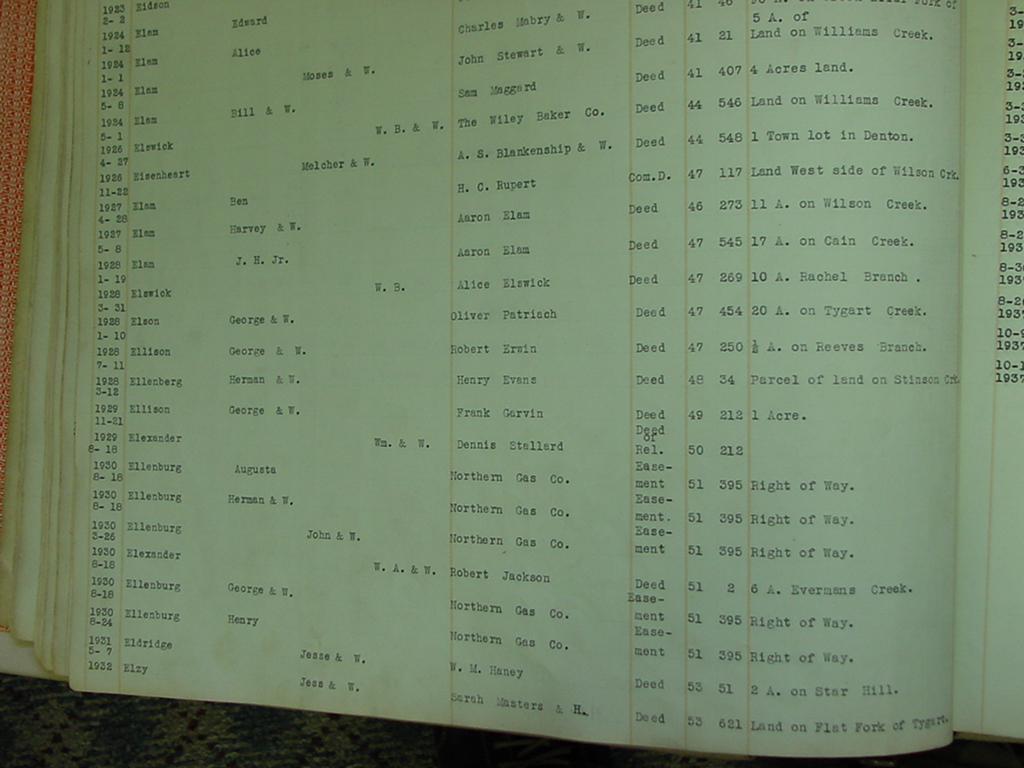 1923 Eidson
2-2
1924 Elam Edward
1-12
1924 Elam Alice Charles Mabry & W. Deed 41 46
5 A. of
1-1
1924 Elam Moses & W. John Stewart & W. Deed 41 21 Land on Williams Creek.
5-8
1924 Elam Bill & W. Sam Maggard Deed 41 407 4 Acres land.
5-1
1926 Elswick W. B. & W. The Wiley Baker Co. Deed 44 546 Land on Williams Creek.
4-27
1926 Eisenheart Melcher & W. A. S. Blankenship & W. Deed 44 548 1 Town lot in Denton.
11-22
1927 Elam Ben H. C. Rupert Com.D. 47 117 Land West side of Wilson Crk.
4-28
1927 Elam Harvey & W. Aaron Elam Deed 46 273 11 A. on Wilson Creek.
5-8
1928 Elam J. H. Jr. Aaron Elam Deed 47 545 17 A. on Cain Creek.
1-19
1928 Elswick W. B. Alice Elswick Deed 47 269 10 A. Rachel Branch .
3-31
1928 Elson George & W. Oliver Patrisch Deed 47 454 20 A. on Tygart Creek.
1-10
1928 Ellison George & W. Robert Erwin Deed 47 250 ½ A. on Reeves Branch.
7-11
1928 Ellenberg Herman & W. Henry Evans Deed 48 34 Parcel of land on Stinson Crk.
3-12
1929 Ellison George & W. Frank Garvin Deed 49 212 1 Acre.
11-21
Deed
of
1929 Elexander Wm. & W. Dennis Stallard Rel. 50 212
8-18
Ease-
1930 Ellenburg Augusta Northern Gas Co. ment 51 395 Right of Way.
8-18
Ease-
1930 Ellenburg Herman & W. Northern Gas Co. ment. 51 395 Right of Way.
8-18
Ease-
1930 Ellenburg John & W. Northern Gas Co. ment 51 395 Right of Way.
3-26
1930 Elexander W. A. & W. Robert Jackson Deed 51 2 6 A. Evermans Creek.
8-18
Ease-
1930 Ellenburg George & W. Northern Gas Co. ment 51 395 Right of Way.
8-18
Ease-
1930 Ellenburg Henry Northern Gas Co. ment 51 395 Right of Way.
8-24
1931 Eldridge Jesse & W. W. M. Haney Deed 53 51 2 A. on Star Hill.
5-7
1932 Elzy Jess & W. Sarah Masters & H. Deed 53 621 Land on Flat Fork of Tygart.